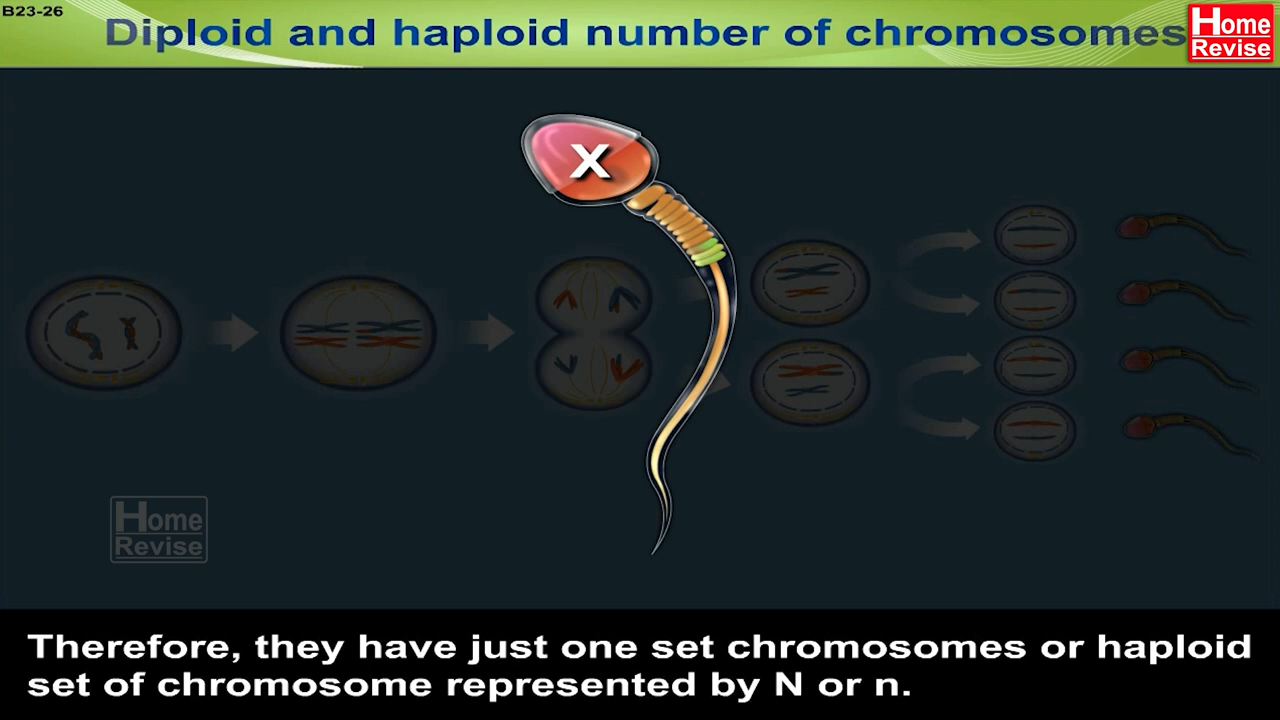 B23-26
Diploid and haploid number of chromosomes
Home
Revise
X
Home
Revise
Therefore, they have just one set chromosomes or haploid
set of chromosome represented by N or n.